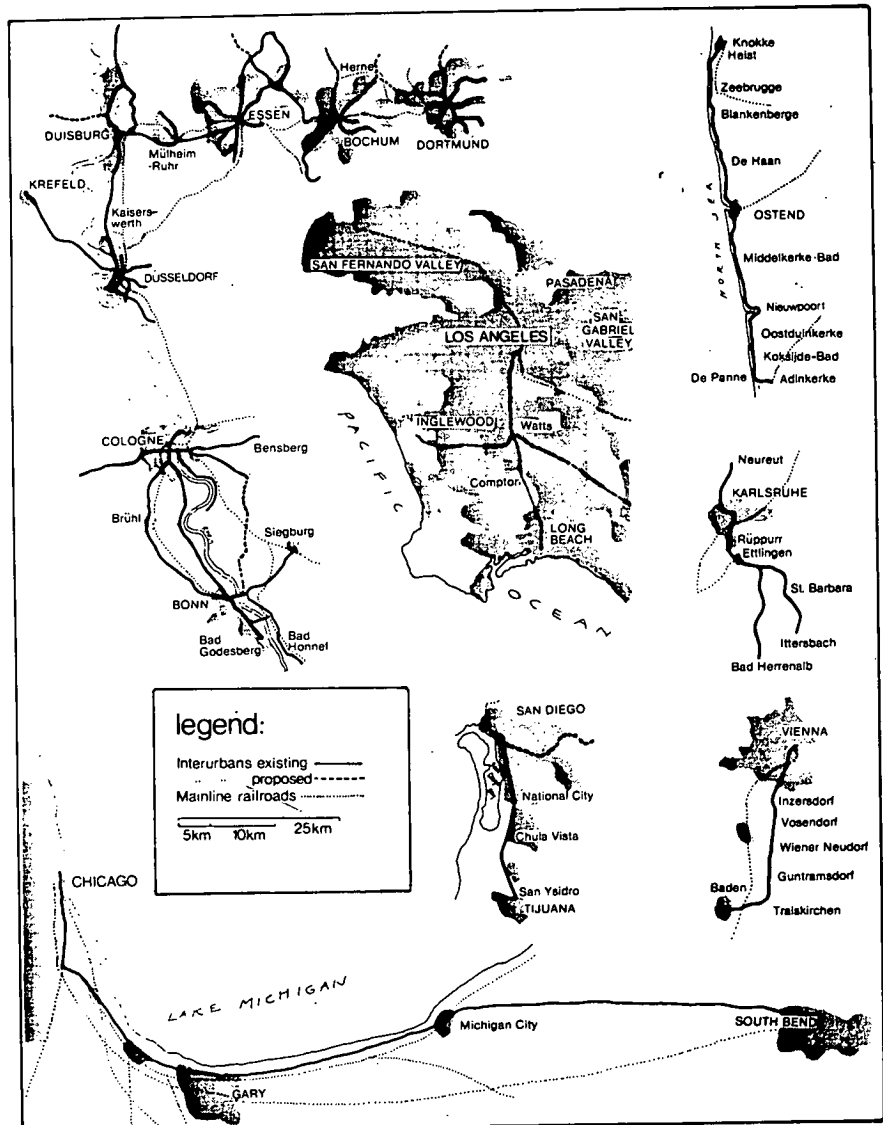 Herne
ESSEN
DUISBURG
Mülheim
-Ruhr
BOCHUM
DORTMUND
KREFELD
Kaisers-
werth
DÜSSELDORF
COLOGNE
Bensberg
Brühl
Siegburg
BONN
Bad
Godesberg
Bad
Honnef
SAN FERNANDO VALLEY
PASADENA
SAN
GABRIEL
VALLEY
LOS ANGELES
INGLEWOOD
Watts
Compton
LONG
BEACH
PACIFIC
OCEAN
Knokke
Heist
Zeebrugge
Blankenberge
De Haan
NORTH SEA
OSTEND
Middelkerke-Bad
Nieuwpoort
Oostduinkerke
Koksijde-Bad
De Panne
Adinkerke
Neureut
KARLSRUHE
Rüppurr
Ettlingen
St. Barbara
Ittersbach
Bad Herrenalb
legend:
Interurbans existing
" " proposed
Mainline railroads
5km 10km 25km
SAN DIEGO
National City
Chula Vista
San Ysidro
TIJUANA
VIENNA
Inzersdorf
Vosendorf
Wiener Neudorf
Guntramsdorf
Baden
Traiskirchen
CHICAGO
LAKE MICHIGAN
Michigan City
SOUTH BEND
GARY